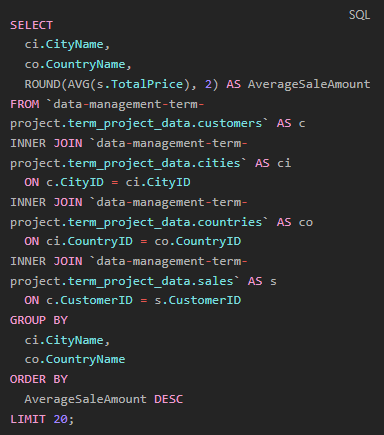 SQL
SELECT
ci.CityName,
co.CountryName,
ROUND(AVG(s.TotalPrice), 2) AS AverageSaleAmount
FROM `data-management-term-
project.term_project_data.customers` AS c
INNER JOIN `data-management-term-
project.term_project_data.cities` AS ci
ON c.CityID = ci.CityID
INNER JOIN `data-management-term-
project.term_project_data.countries` AS co
ON ci.CountryID = co.CountryID
INNER JOIN `data-management-term-
project.term_project_data.sales` AS s
ON c.CustomerID = s.CustomerID
GROUP BY
ci.CityName,
co.CountryName
ORDER BY
AverageSaleAmount DESC
LIMIT 20;